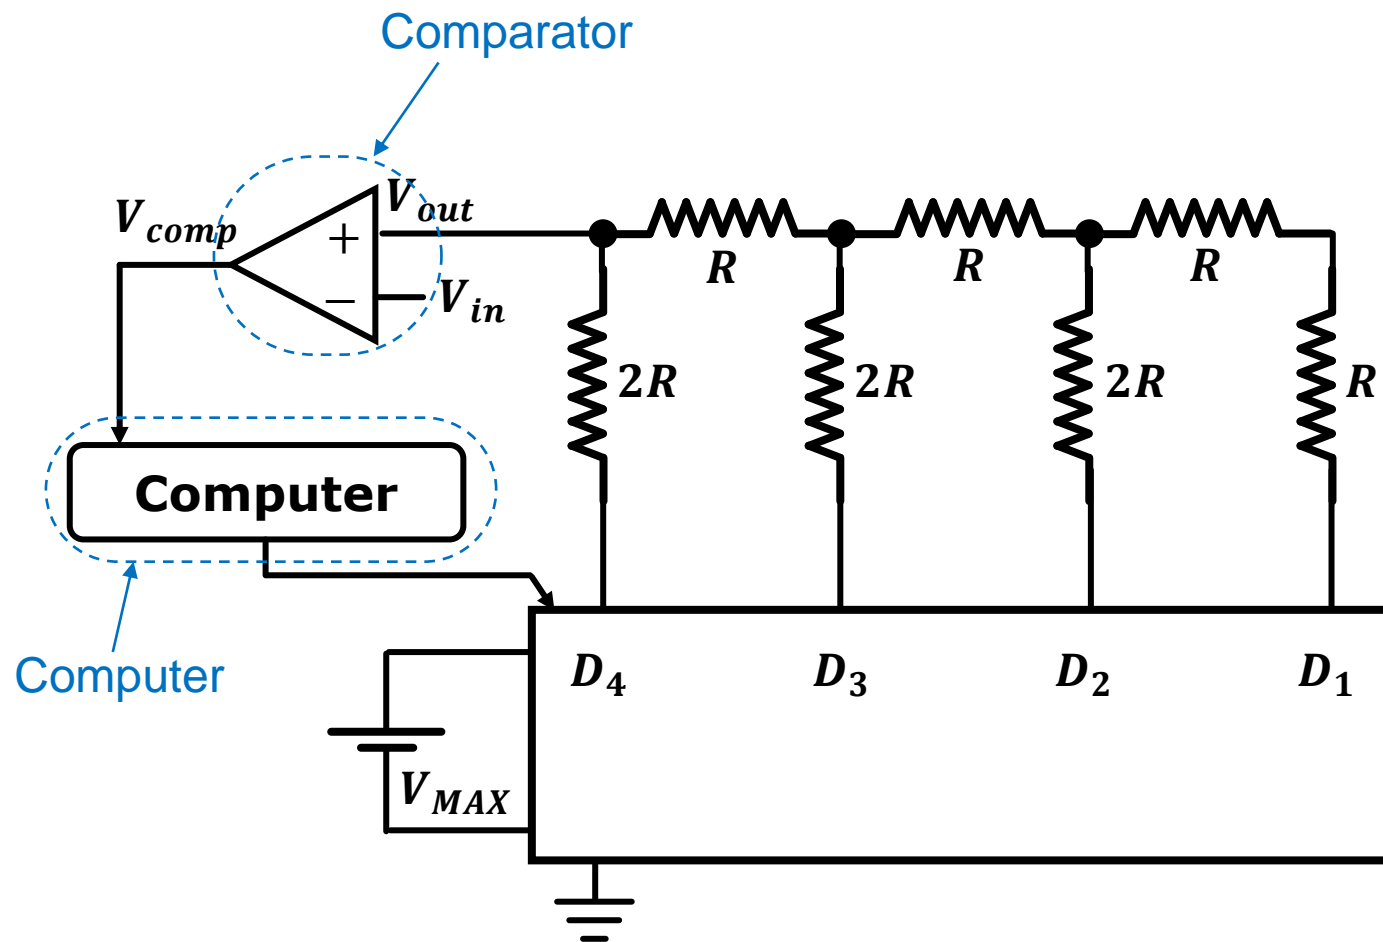 Comparator
V_comp
V_out
+
−
V_in
R
R
R
2R
2R
2R
R
Computer
Computer
D_4
D_3
D_2
D_1
V_MAX